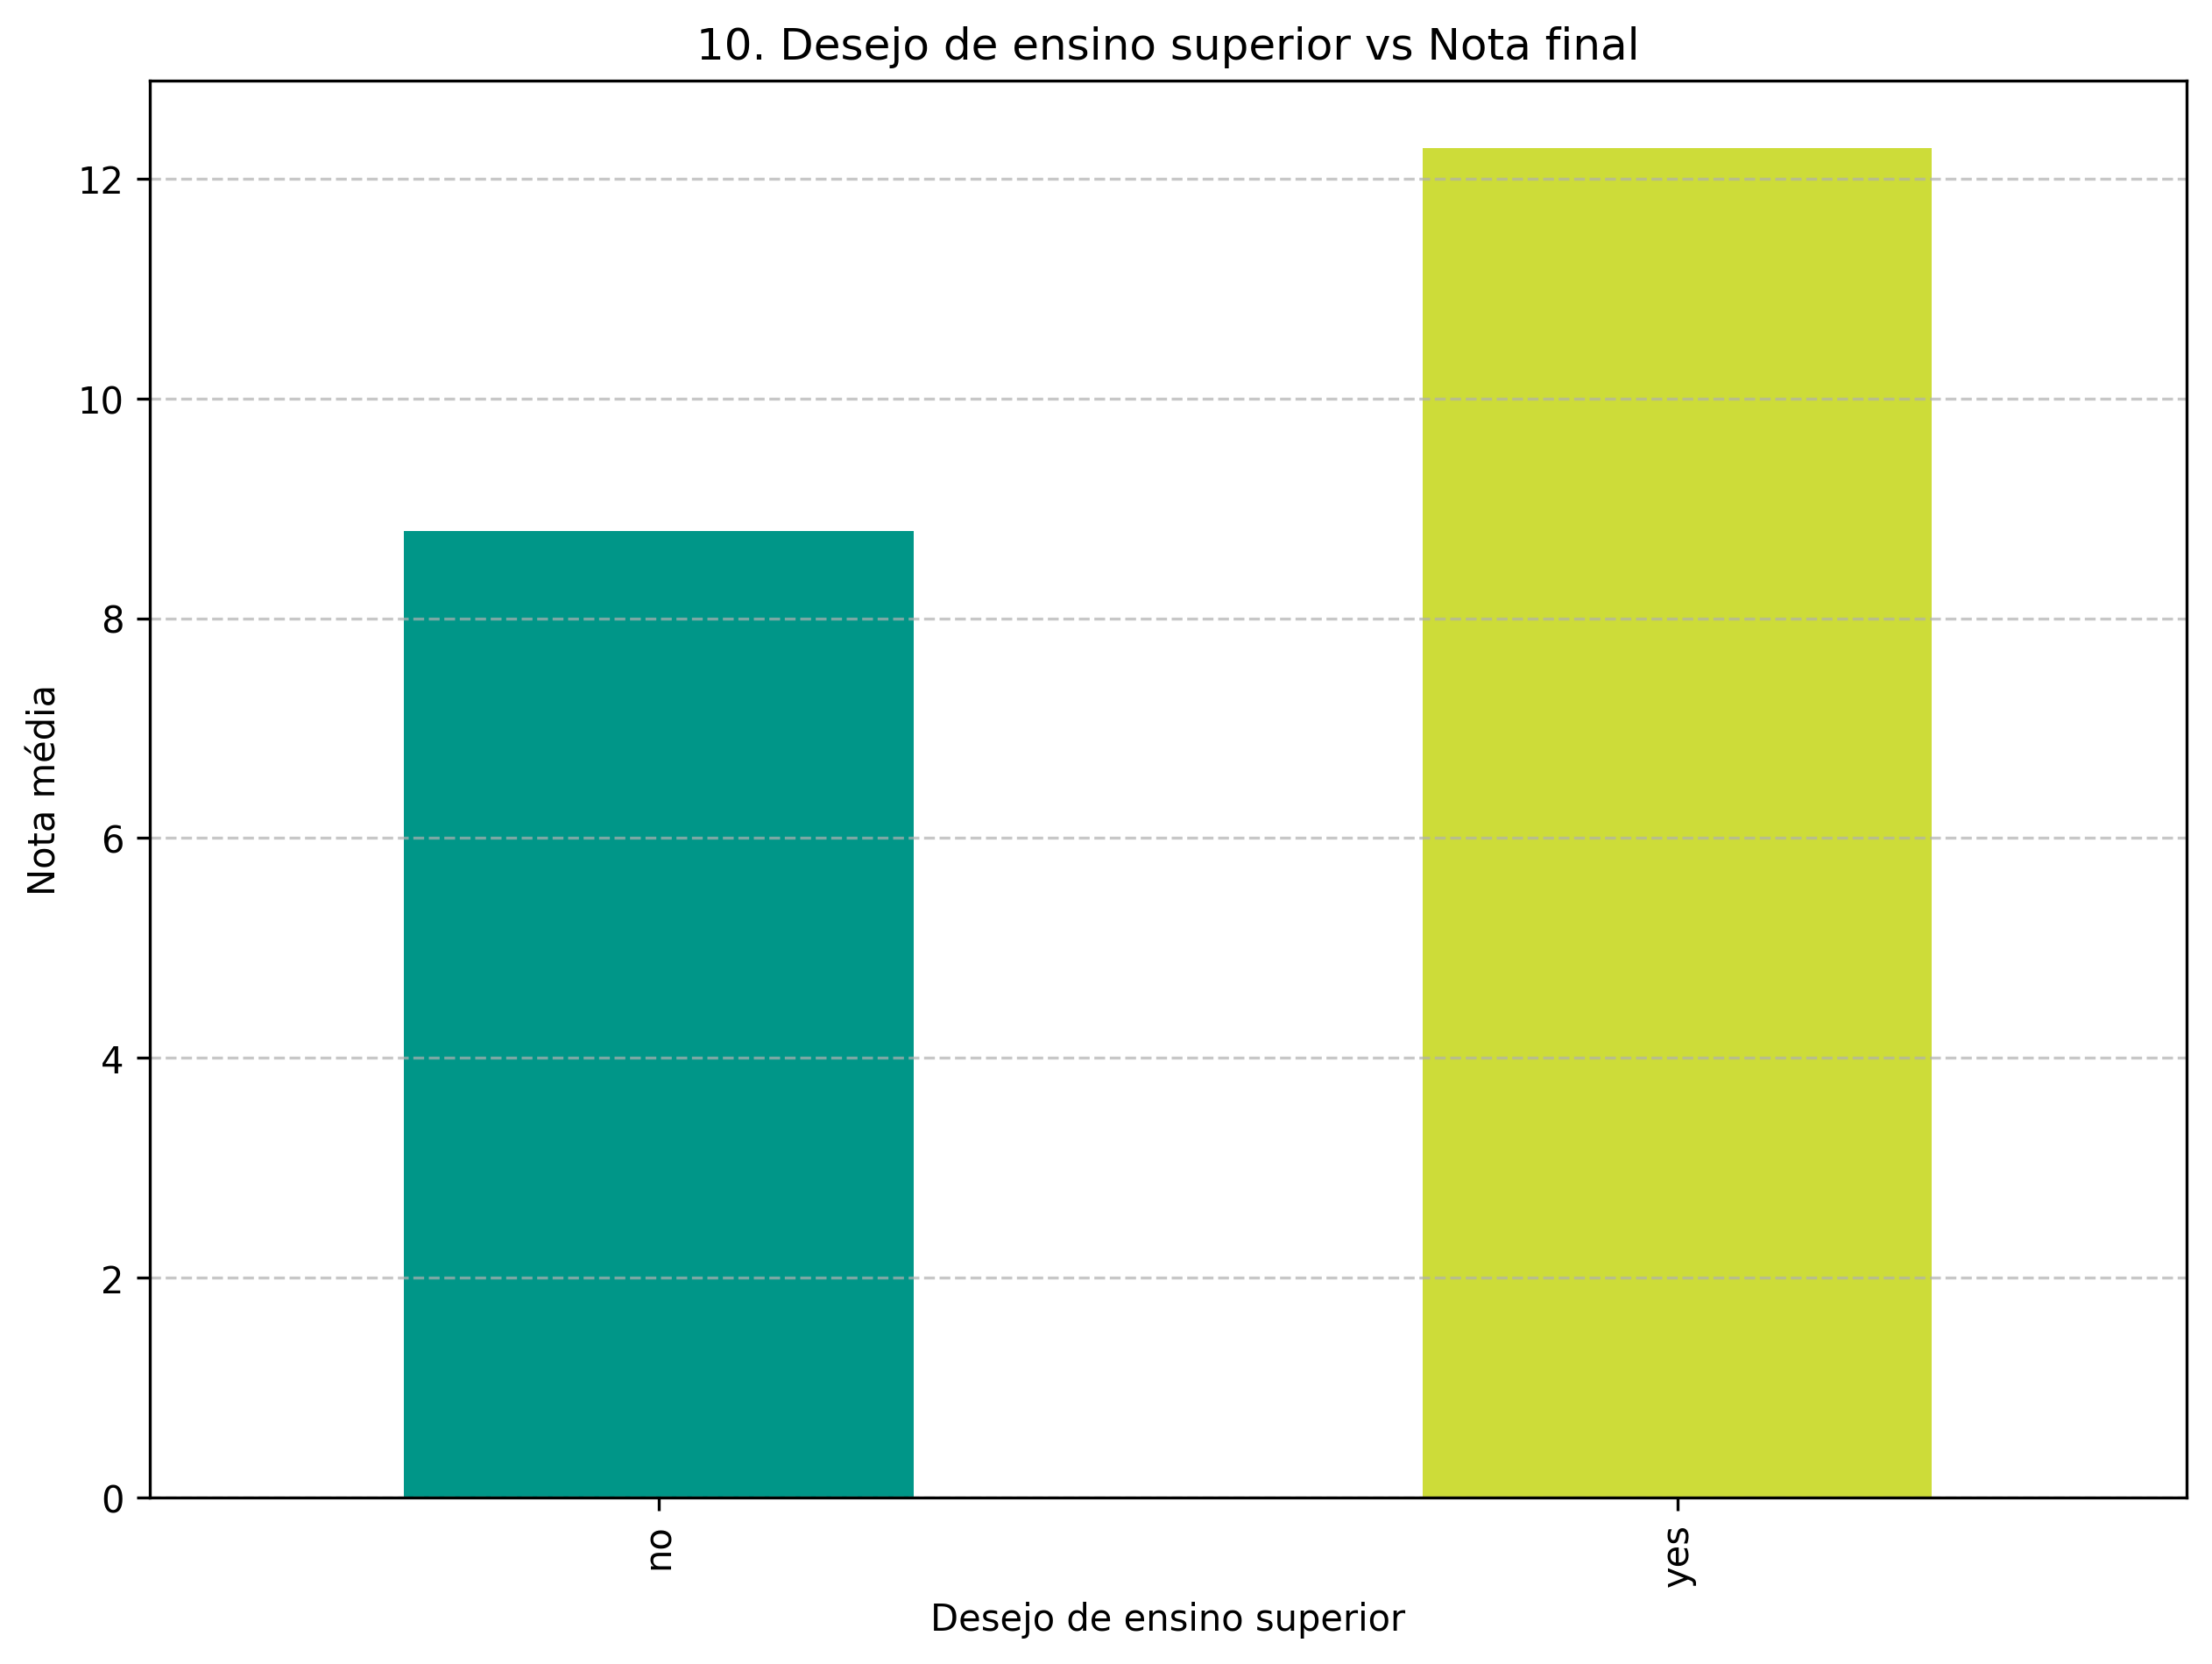 10. Desejo de ensino superior vs Nota final
Nota média
12
10
8
6
4
2
0
no
yes
Desejo de ensino superior